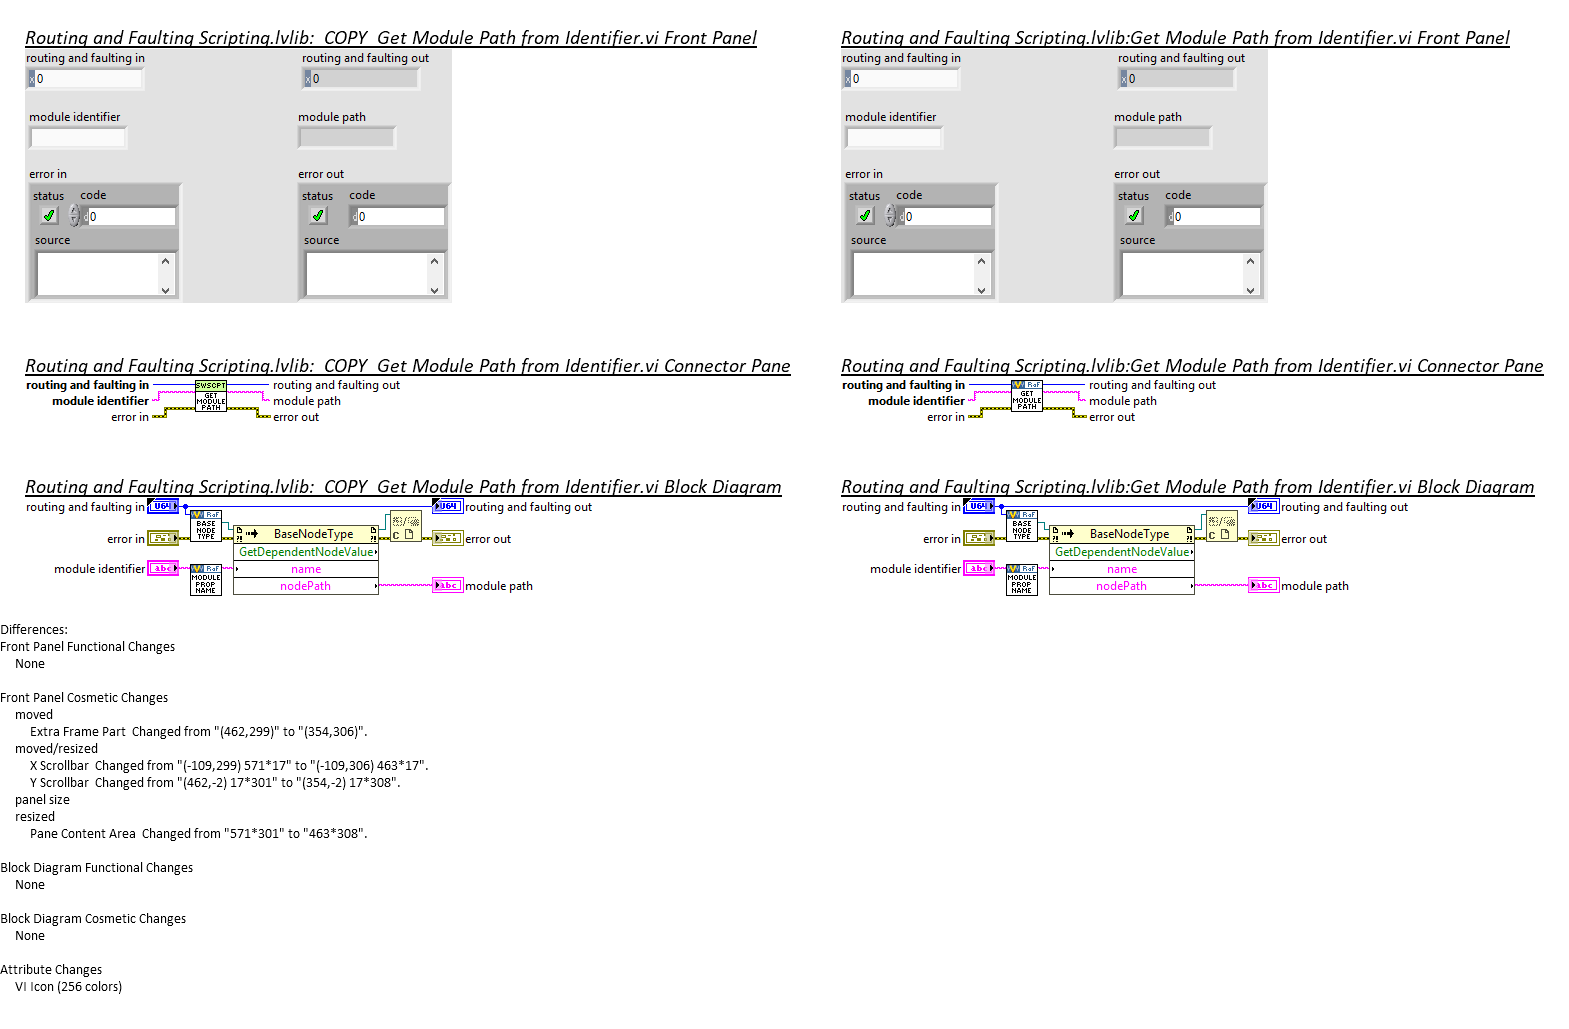 Routing and Faulting Scripting.lvlib:  COPY  Get Module Path from Identifier.vi Front Panel
routing and faulting in
routing and faulting out
x 0
x 0
module identifier
module path
error in
error out
status code
status code
d 0
d 0
source
source
Routing and Faulting Scripting.lvlib:Get Module Path from Identifier.vi Front Panel
routing and faulting in
routing and faulting out
x 0
x 0
module identifier
module path
error in
error out
status code
status code
d 0
d 0
source
source
Routing and Faulting Scripting.lvlib:  COPY  Get Module Path from Identifier.vi Connector Pane
routing and faulting in
SWSCPT
routing and faulting out
module identifier
GET
MODULE
PATH
module path
error in
error out
Routing and Faulting Scripting.lvlib:Get Module Path from Identifier.vi Connector Pane
routing and faulting in
RaF
routing and faulting out
module identifier
GET
MODULE
PATH
module path
error in
error out
Routing and Faulting Scripting.lvlib:  COPY  Get Module Path from Identifier.vi Block Diagram
routing and faulting in
U64
U64
routing and faulting out
RaF
BASE
NODE
TYPE
error in
BaseNodeType
C
error out
GetDependentNodeValue
module identifier
abc
RaF
MODULE
PROP
NAME
name
nodePath
abc
module path
Routing and Faulting Scripting.lvlib:Get Module Path from Identifier.vi Block Diagram
routing and faulting in
U64
U64
routing and faulting out
RaF
BASE
NODE
TYPE
error in
BaseNodeType
C
error out
GetDependentNodeValue
module identifier
abc
RaF
MODULE
PROP
NAME
name
nodePath
abc
module path
Differences:
Front Panel Functional Changes
None
Front Panel Cosmetic Changes
moved
Extra Frame Part  Changed from "(462,299)" to "(354,306)".
moved/resized
X Scrollbar  Changed from "(-109,299) 571*17" to "(-109,306) 463*17".
Y Scrollbar  Changed from "(462,-2) 17*301" to "(354,-2) 17*308".
panel size
resized
Pane Content Area  Changed from "571*301" to "463*308".
Block Diagram Functional Changes
None
Block Diagram Cosmetic Changes
None
Attribute Changes
VI Icon (256 colors)